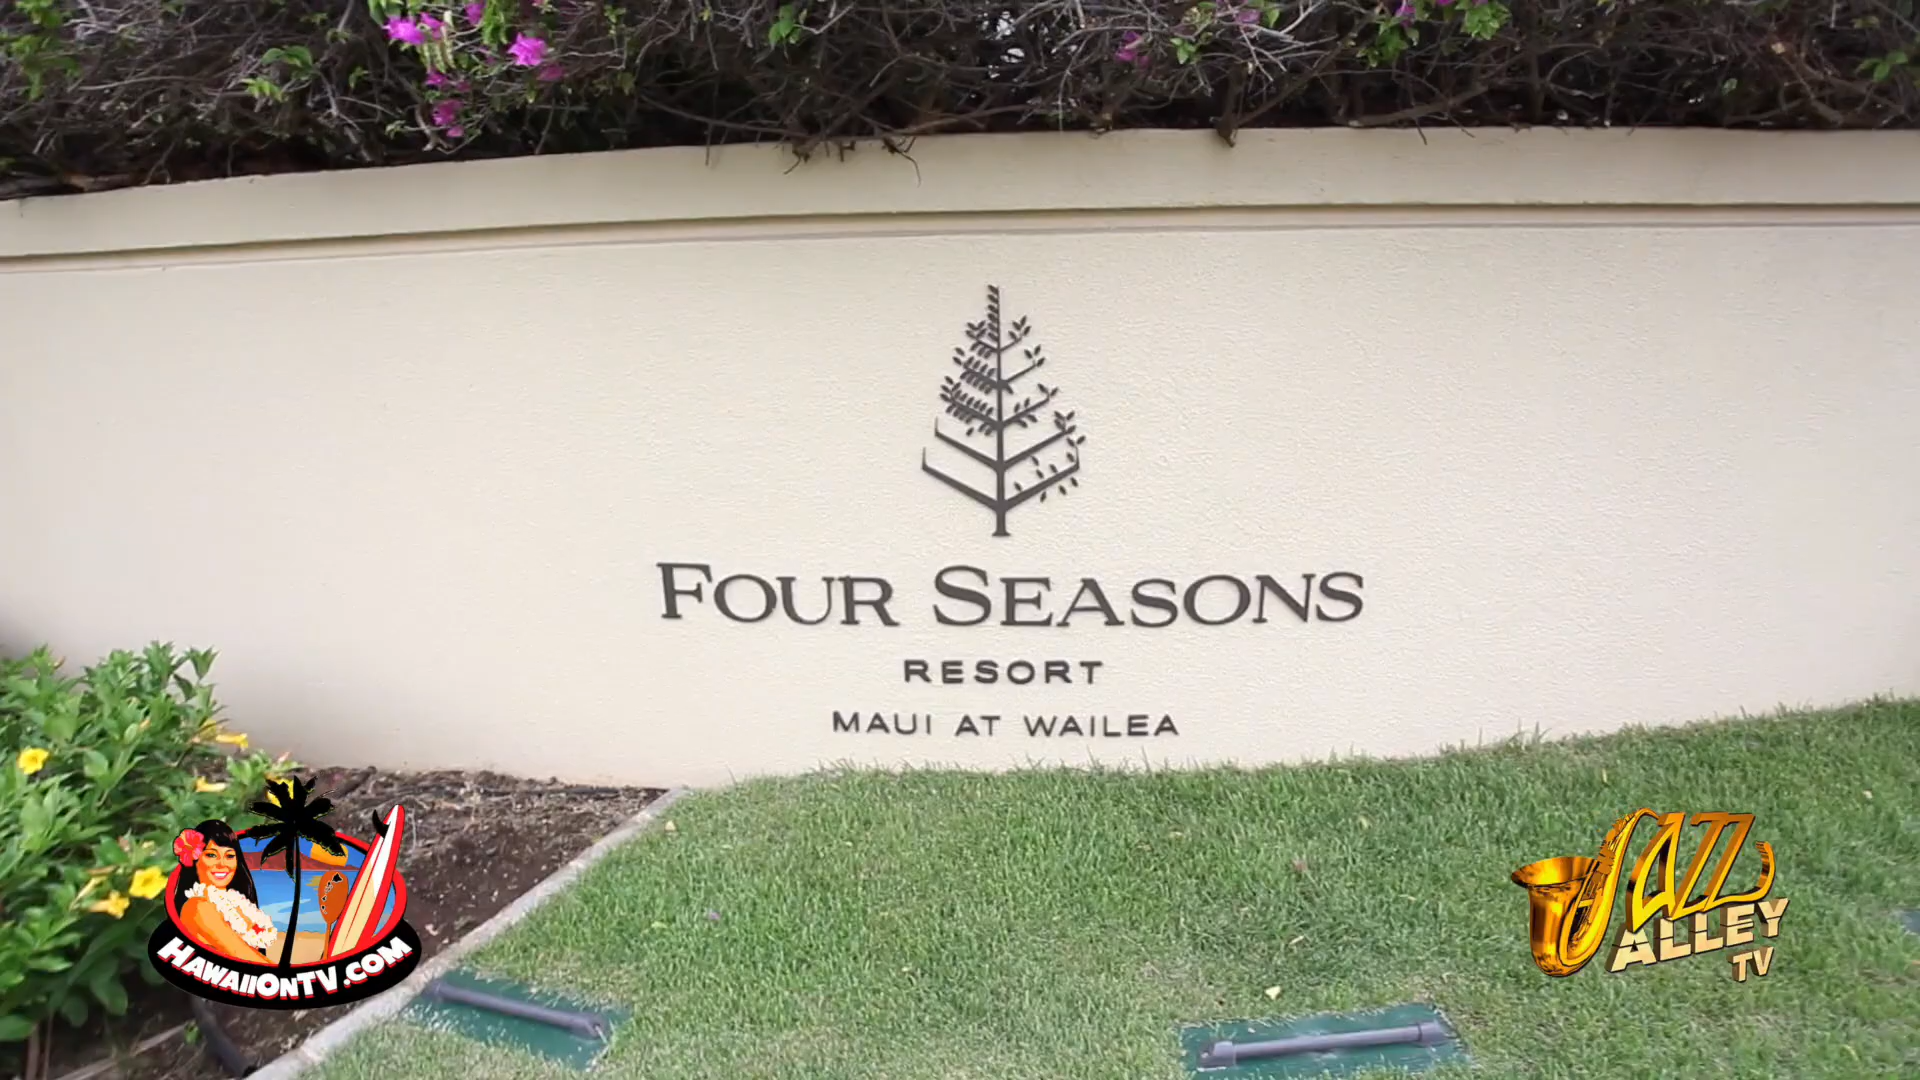 FOUR SEASONS
RESORT
MAUI AT WAILEA
HAWAIIONTV.COM
JAZZ
ALLEY
TV